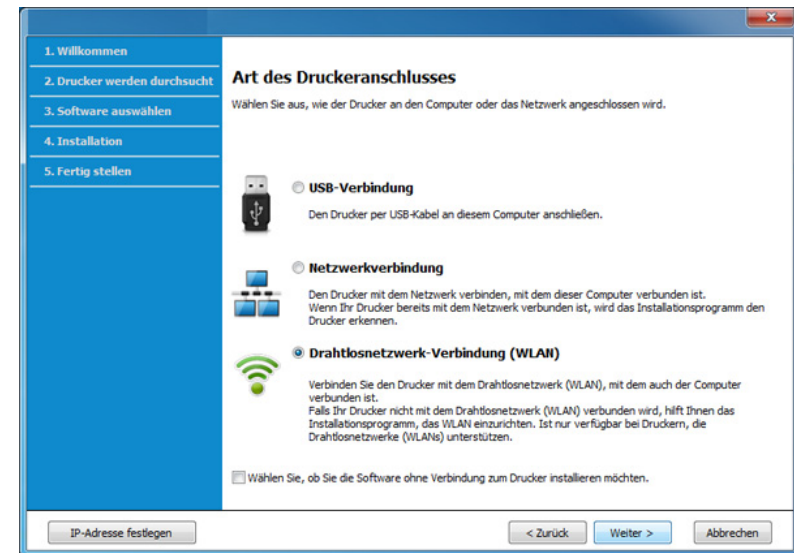 1. Willkommen
2. Drucker werden durchsucht
3. Software auswählen
4. Installation
5. Fertig stellen
Art des Druckeranschlusses
Wählen Sie aus, wie der Drucker an den Computer oder das Netzwerk angeschlossen wird.
USB-Verbindung
Den Drucker per USB-Kabel an diesem Computer anschließen.
Netzwerkverbindung
Den Drucker mit dem Netzwerk verbinden, mit dem dieser Computer verbunden ist.
Wenn Ihr Drucker bereits mit dem Netzwerk verbunden ist, wird das Installationsprogramm den
Drucker erkennen.
Drahtlosnetzwerk-Verbindung (WLAN)
Verbinden Sie den Drucker mit dem Drahtlosnetzwerk (WLAN), mit dem auch der Computer
verbunden ist.
Falls Ihr Drucker nicht mit dem Drahtlosnetzwerk (WLAN) verbunden wird, hilft Ihnen das
Installationsprogramm, das WLAN einzurichten. Ist nur verfügbar bei Druckern, die
Drahtlosnetzwerke (WLANs) unterstützen.
Wählen Sie, ob Sie die Software ohne Verbindung zum Drucker installieren möchten.
IP-Adresse festlegen
< Zurück
Weiter >
Abbrechen